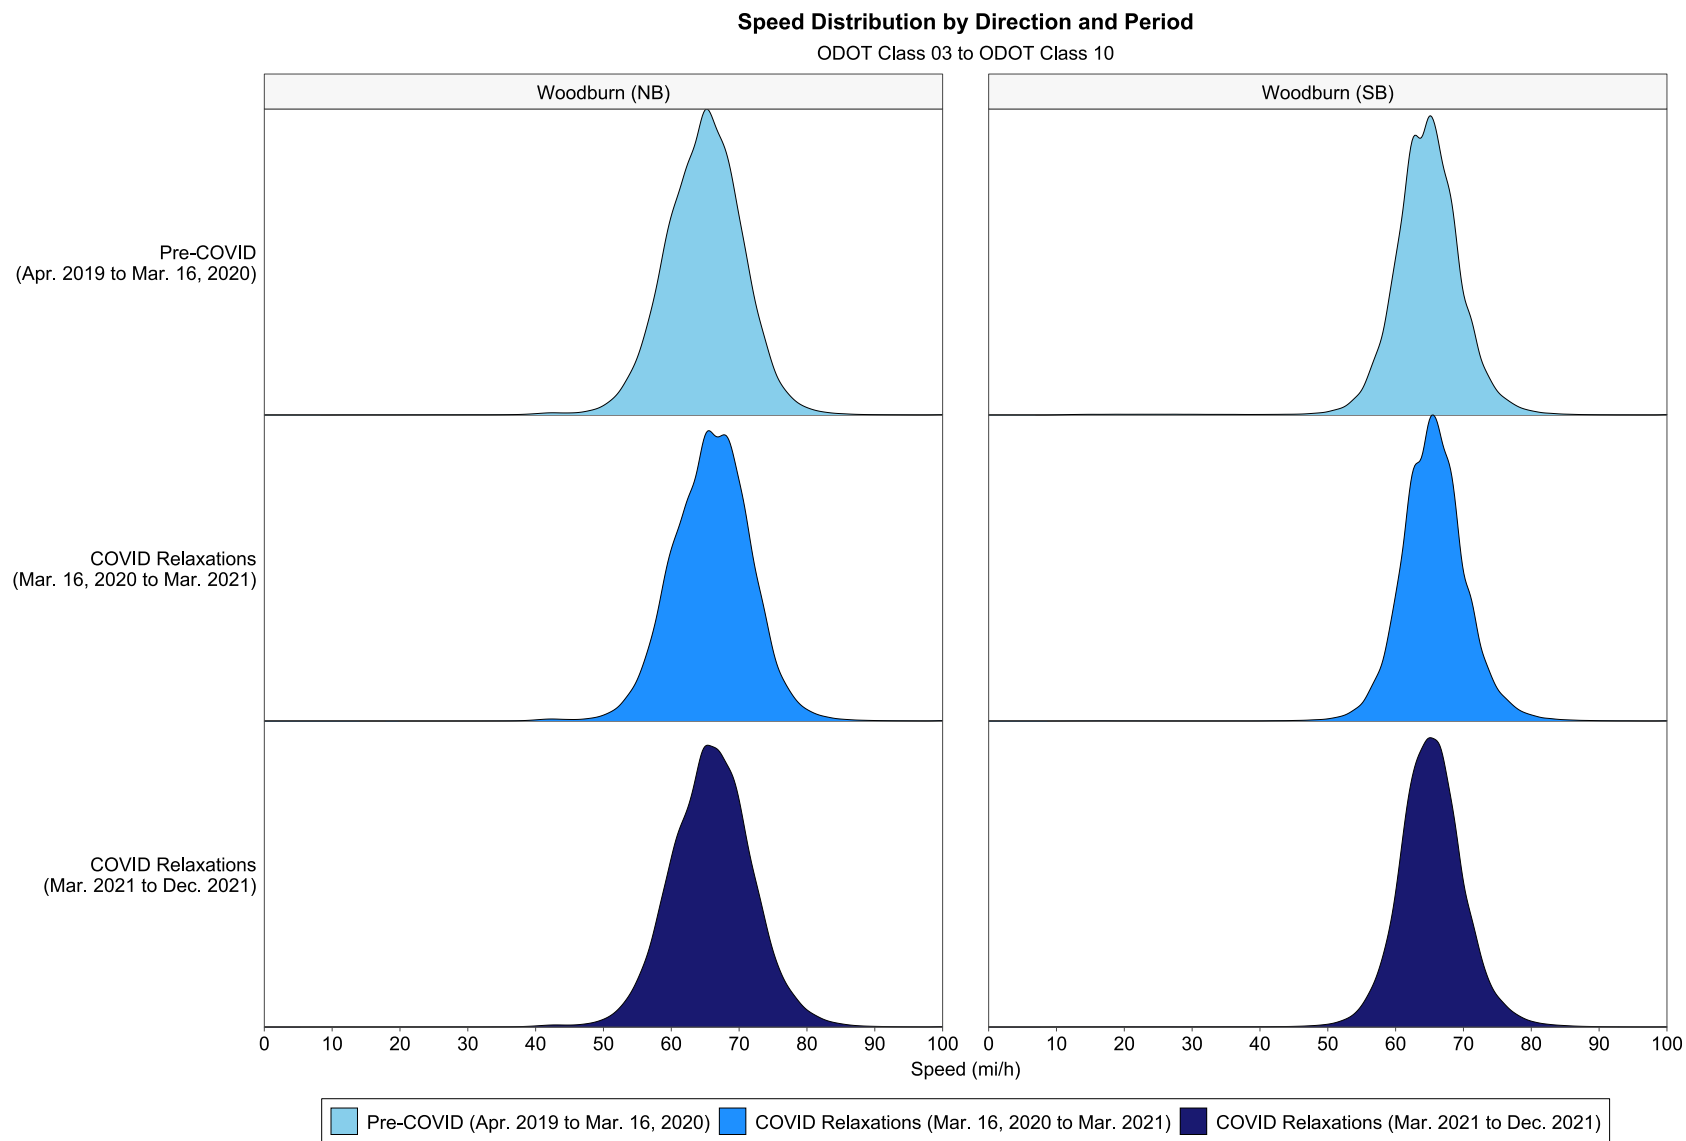 Speed Distribution by Direction and Period
ODOT Class 03 to ODOT Class 10
Woodburn (NB)
Woodburn (SB)
Pre-COVID
(Apr. 2019 to Mar. 16, 2020)
COVID Relaxations
(Mar. 16, 2020 to Mar. 2021)
COVID Relaxations
(Mar. 2021 to Dec. 2021)
0 10 20 30 40 50 60 70 80 90 100
0 10 20 30 40 50 60 70 80 90 100
Speed (mi/h)
Pre-COVID (Apr. 2019 to Mar. 16, 2020) COVID Relaxations (Mar. 16, 2020 to Mar. 2021) COVID Relaxations (Mar. 2021 to Dec. 2021)